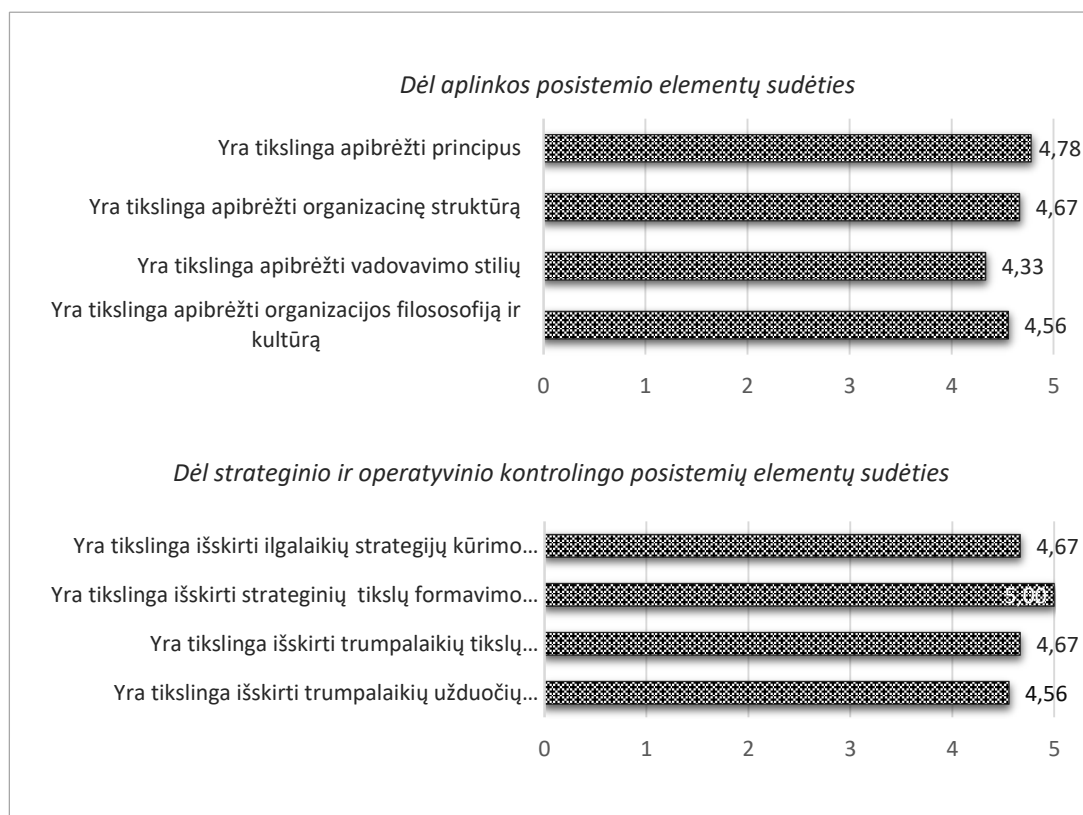 Dėl aplinkos posistemio elementų sudėties
Yra tikslinga apibrėžti principus
4,78
Yra tikslinga apibrėžti organizacinę struktūrą
4,67
Yra tikslinga apibrėžti vadovavimo stilių
4,33
Yra tikslinga apibrėžti organizacijos filososofiją ir
kultūrą
4,56
0 1 2 3 4 5
Dėl strateginio ir operatyvinio kontrolingo posistemių elementų sudėties
Yra tikslinga išskirti ilgalaikių strategijų kūrimo...
4,67
Yra tikslinga išskirti strateginių tikslų formavimo...
5,00
Yra tikslinga išskirti trumpalaikių tikslų...
4,67
Yra tikslinga išskirti trumpalaikių užduočių...
4,56
0 1 2 3 4 5